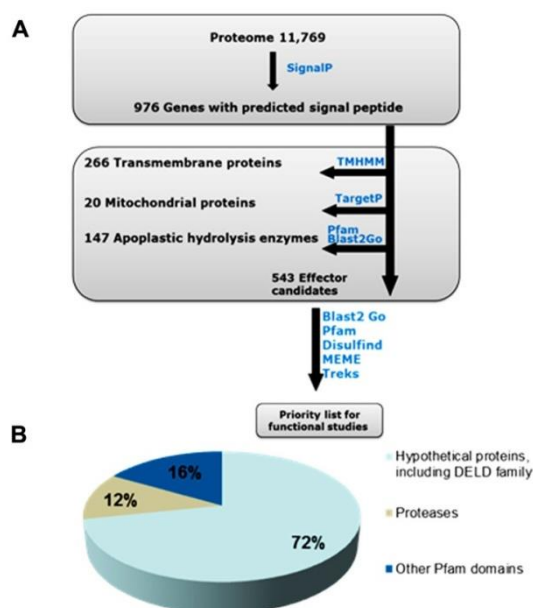 A
Proteome 11,769
SignalP
976 Genes with predicted signal peptide
266 Transmembrane proteins
TMHMM
20 Mitochondrial proteins
TargetP
147 Apoplastic hydrolysis enzymes
Pfam
Blast2Go
543 Effector
candidates
Blast2 Go
Pfam
Disulfind
MEME
Treks
Priority list for
functional studies
B
16%
12%
72%
Hypothetical proteins,
including DELD family
Proteases
Other Pfam domains